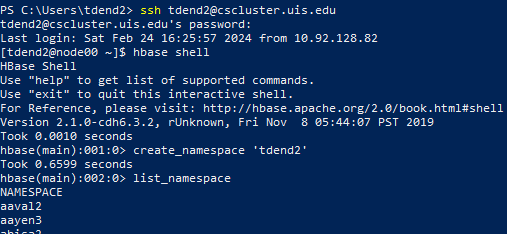 PS C:\Users\tdend2> ssh tdend2@cscluster.uis.edu
tdend2@cscluster.uis.edu's password:
Last login: Sat Feb 24 16:25:57 2024 from 10.92.128.82
[tdend2@node00 ~]$ hbase shell
HBase Shell
Use "help" to get list of supported commands.
Use "exit" to quit this interactive shell.
For Reference, please visit: http://hbase.apache.org/2.0/book.html#shell
Version 2.1.0-cdh6.3.2, rUnknown, Fri Nov  8 05:44:07 PST 2019
Took 0.0010 seconds
hbase(main):001:0> create_namespace 'tdend2'
Took 0.6599 seconds
hbase(main):002:0> list_namespace
NAMESPACE
aaval2
aayen3